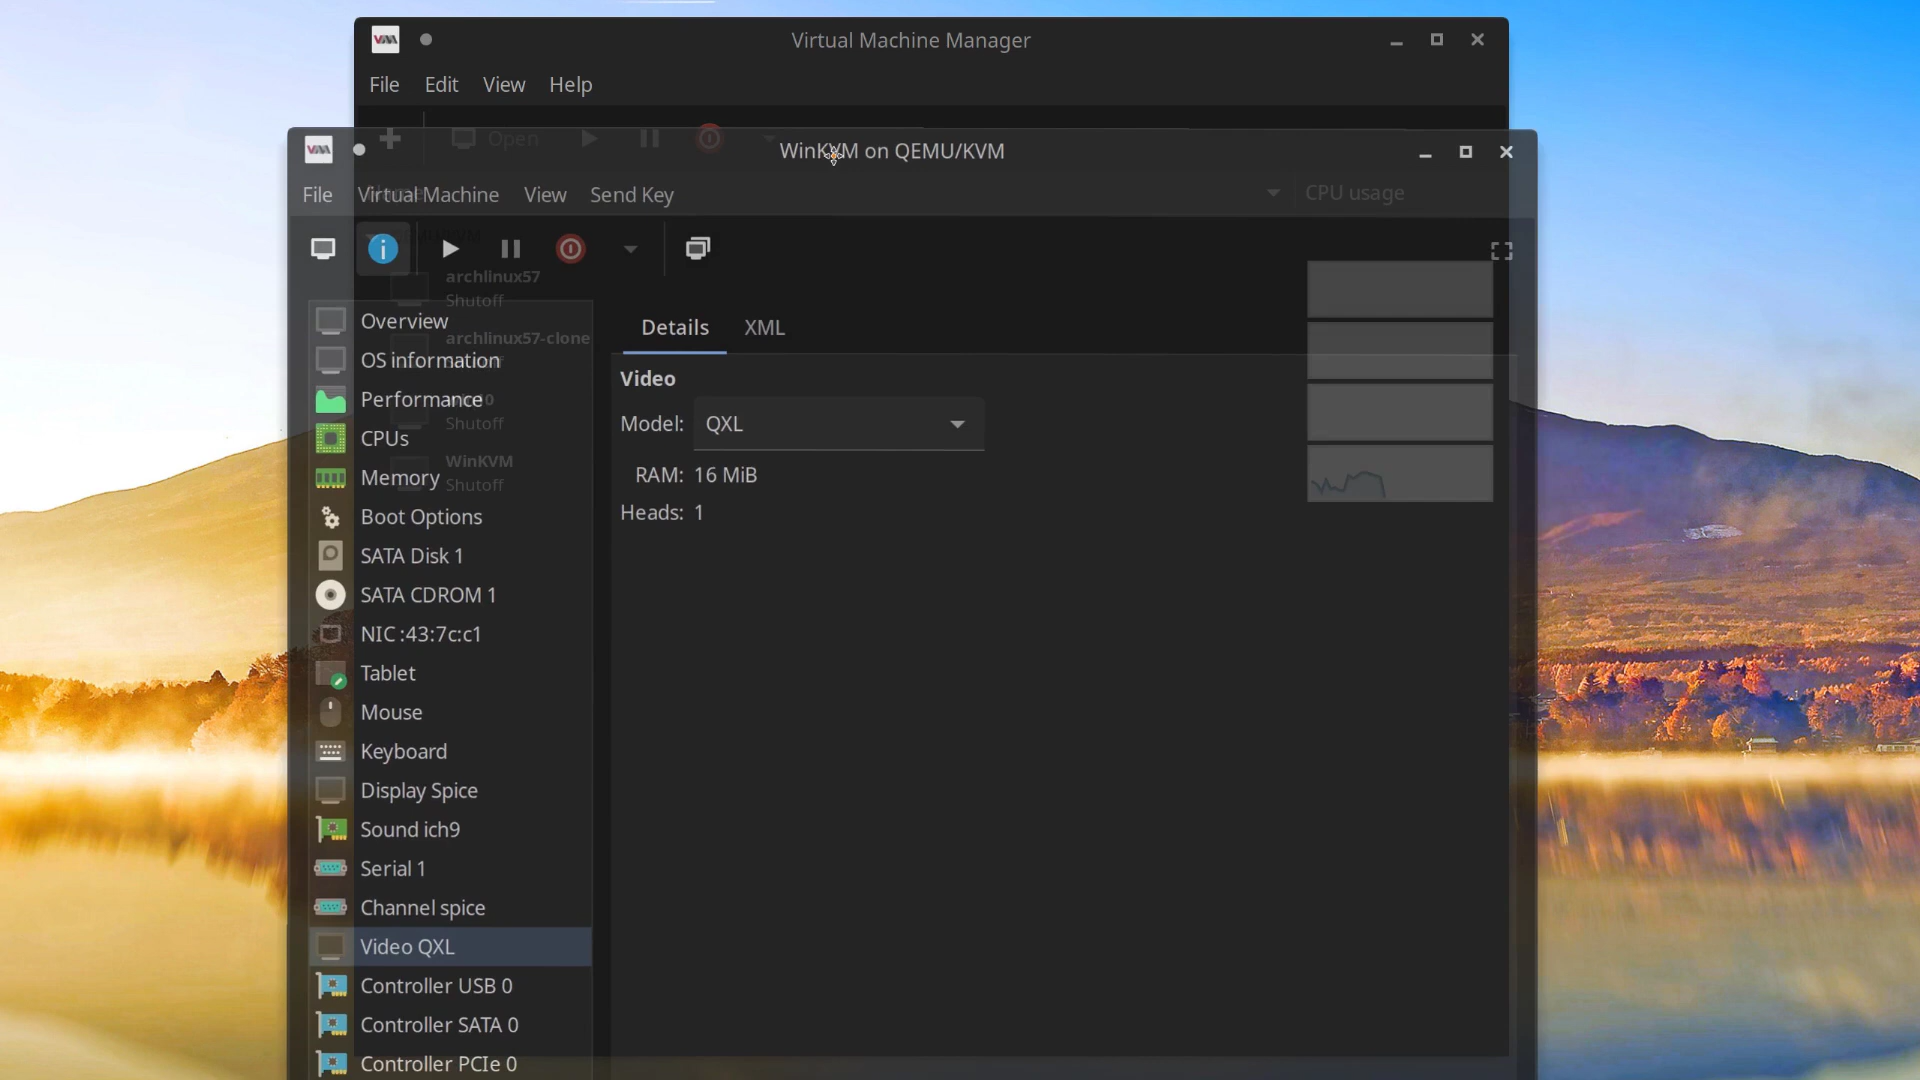 Virtual Machine Manager
File Edit View Help
Open
WinKVM on QEMU/KVM
File Virtual Machine View Send Key
CPU usage
archlinux57
Shutoff
archlinux57-clone
Shutoff
WinKVM
Shutoff
Overview
OS information
Performance
CPUs
Memory
Boot Options
SATA Disk 1
SATA CDROM 1
NIC :43:7c:c1
Tablet
Mouse
Keyboard
Display Spice
Sound ich9
Serial 1
Channel spice
Video QXL
Controller USB 0
Controller SATA 0
Controller PCIe 0
Details XML
Video
Model: QXL
RAM: 16 MiB
Heads: 1